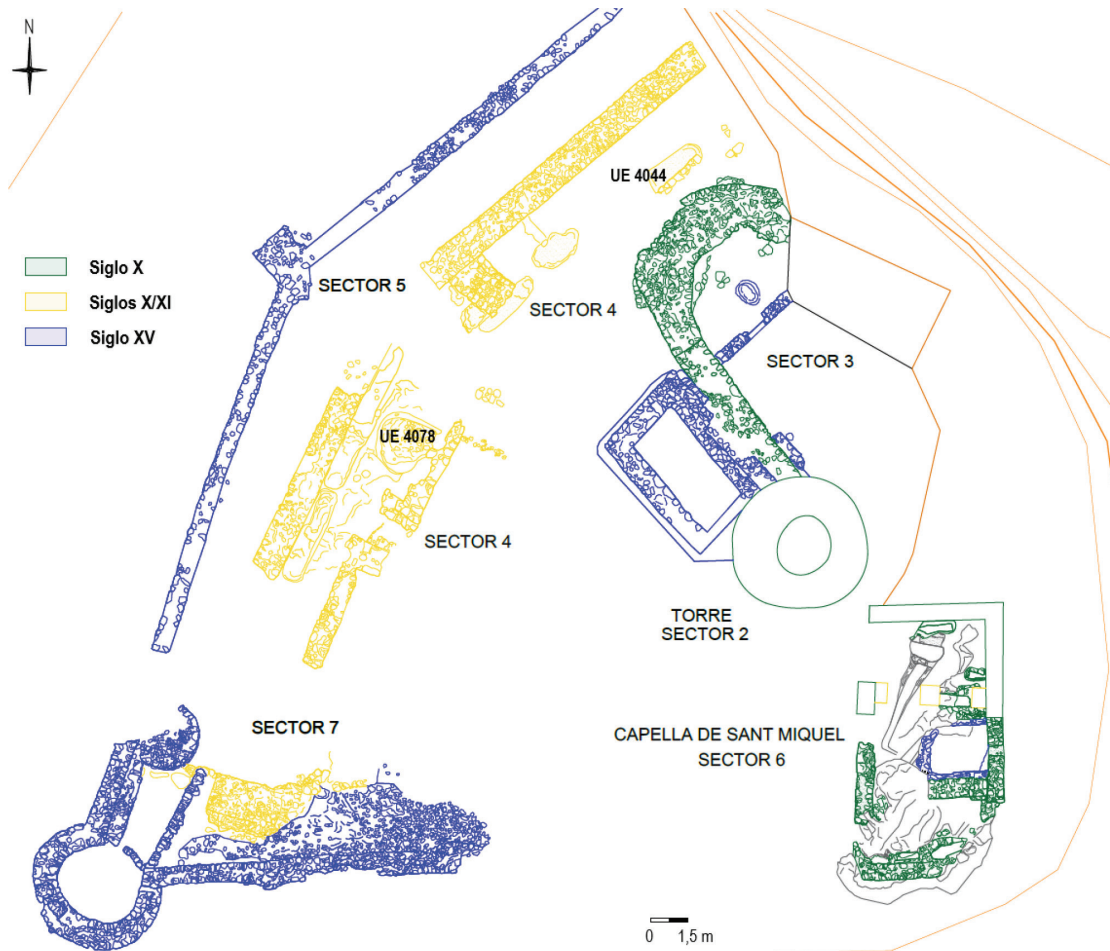 N
UE 4044
Siglo X
Siglos X/XI
Siglo XV
SECTOR 5
SECTOR 4
SECTOR 3
UE 4078
SECTOR 4
TORRE
SECTOR 2
SECTOR 7
CAPELLA DE SANT MIQUEL
SECTOR 6
0 1,5 m